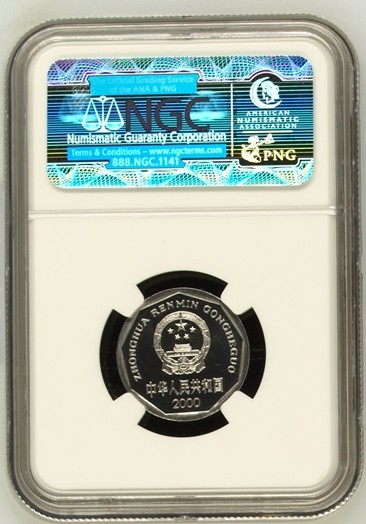 Official Grading Service
of the ANA & PNG
NGC
Numismatic Guaranty Corporation
Terms & Conditions – www.ngcterms.com
888.NGC.1141
AMERICAN
NUMISMATIC
ASSOCIATION
PNG
ZHONGHUA RENMIN GONGHEGUO
中华人民共和国
2000